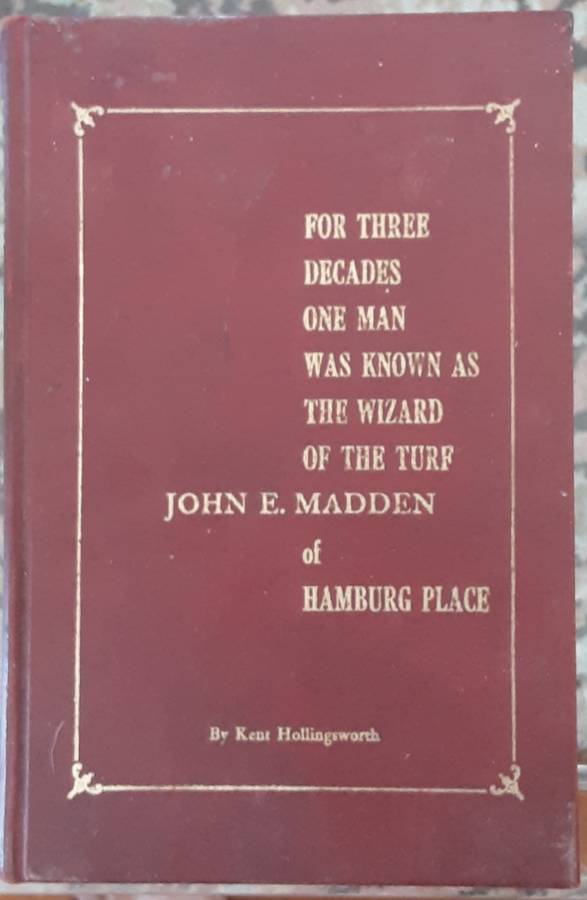 FOR THREE
DECADES
ONE MAN
WAS KNOWN AS
THE WIZARD
OF THE TURF
JOHN E. MADDEN
of
HAMBURG PLACE
By Kent Hollingsworth